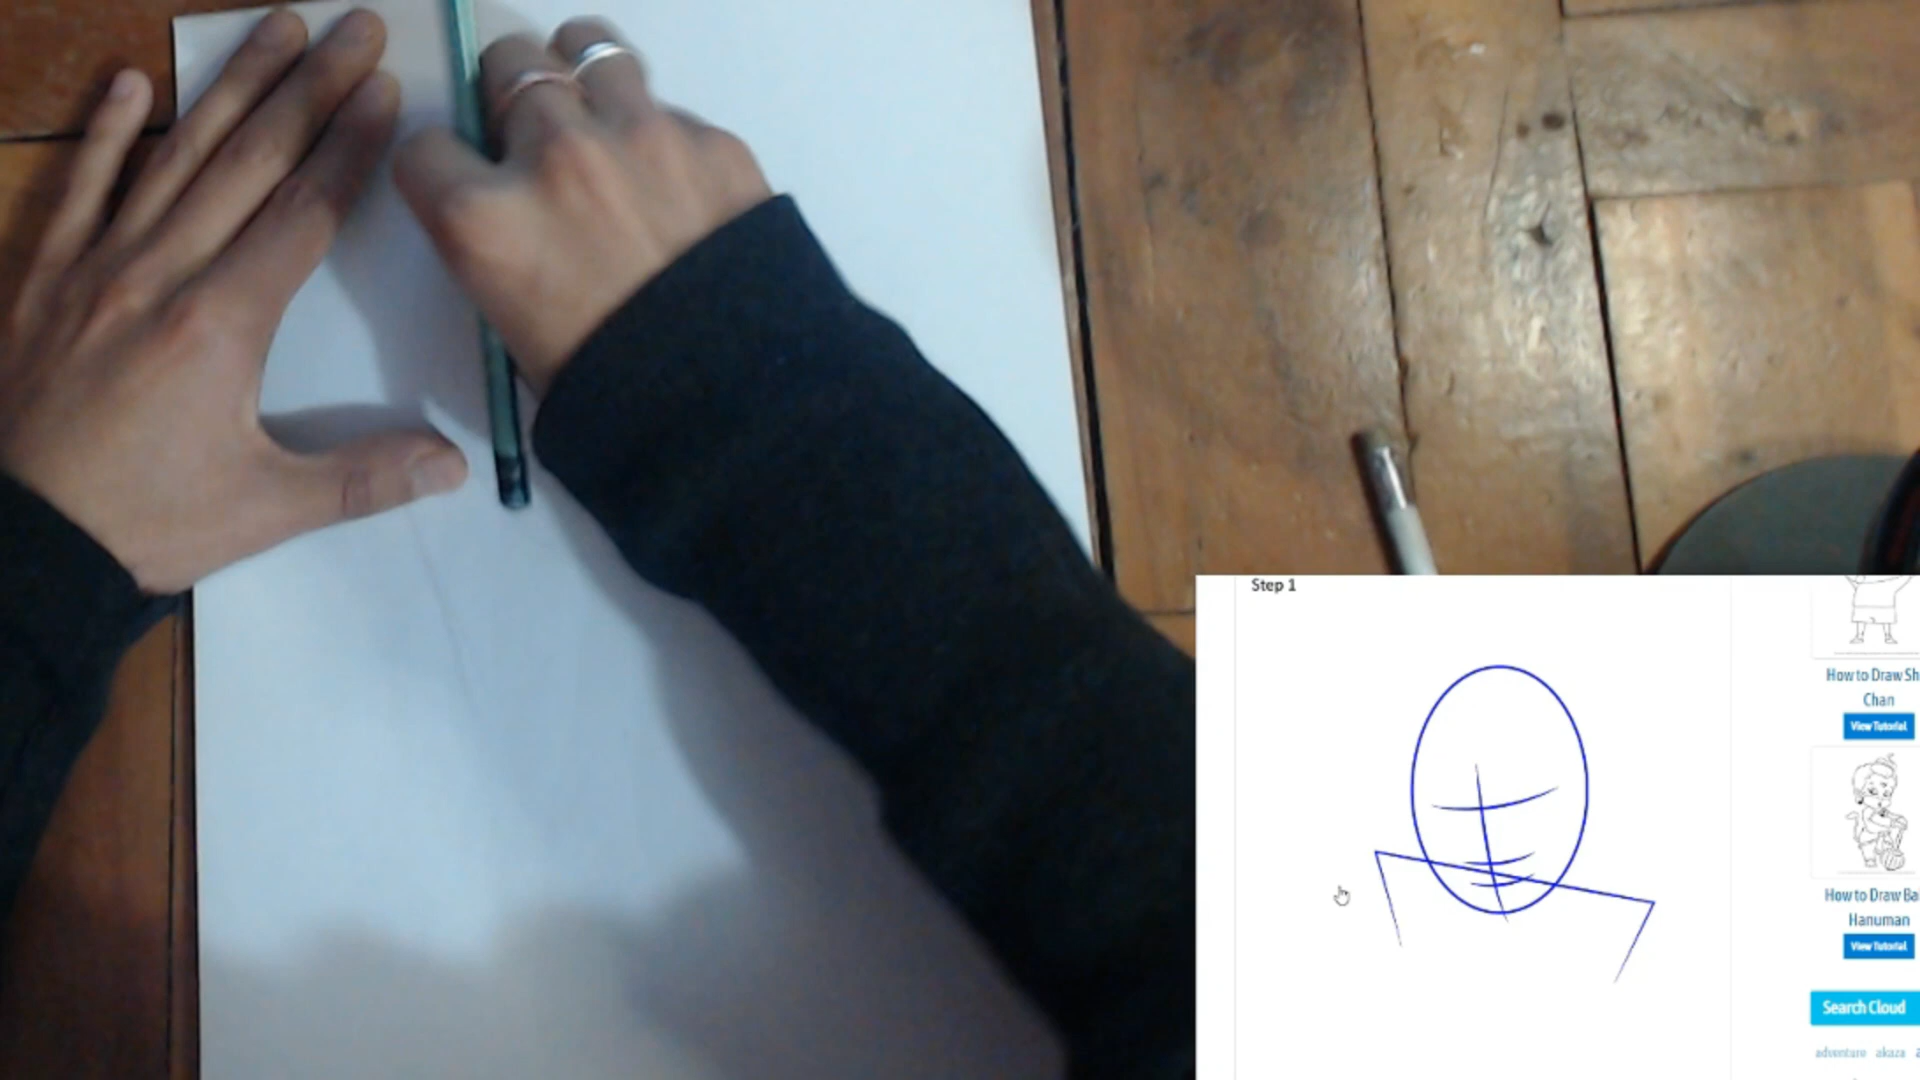 Step 1
How to Draw Sh
Chan
View Tutorial
How to Draw Ba
Hanuman
View Tutorial
Search Cloud
adventure akaza a